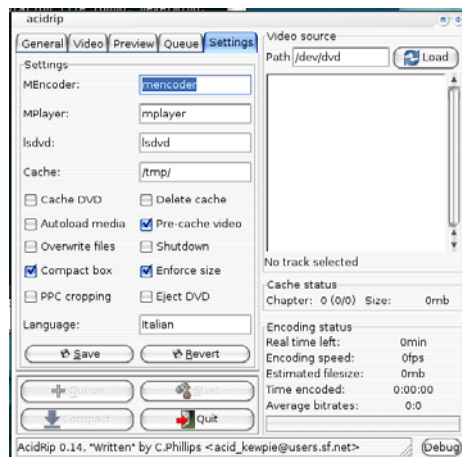 acidrip
General Video Preview Queue Settings
Settings
MEncoder: mencoder
MPlayer: mplayer
lsdvd: lsdvd
Cache: /tmp/
Cache DVD Delete cache
Autoload media Pre-cache video
Overwrite files Shutdown
Compact box Enforce size
PPC cropping Eject DVD
Language: Italian
Save Revert
Queue Start
Compact Quit
Video source
Path /dev/dvd Load
No track selected
Cache status
Chapter: 0 (0/0) Size: 0mb
Encoding status
Real time left: 0min
Encoding speed: 0fps
Estimated filesize: 0mb
Time encoded: 0:00:00
Average bitrates: 0:0
AcidRip 0.14, "Written" by C.Phillips <acid_kewpie@users.sf.net> Debug